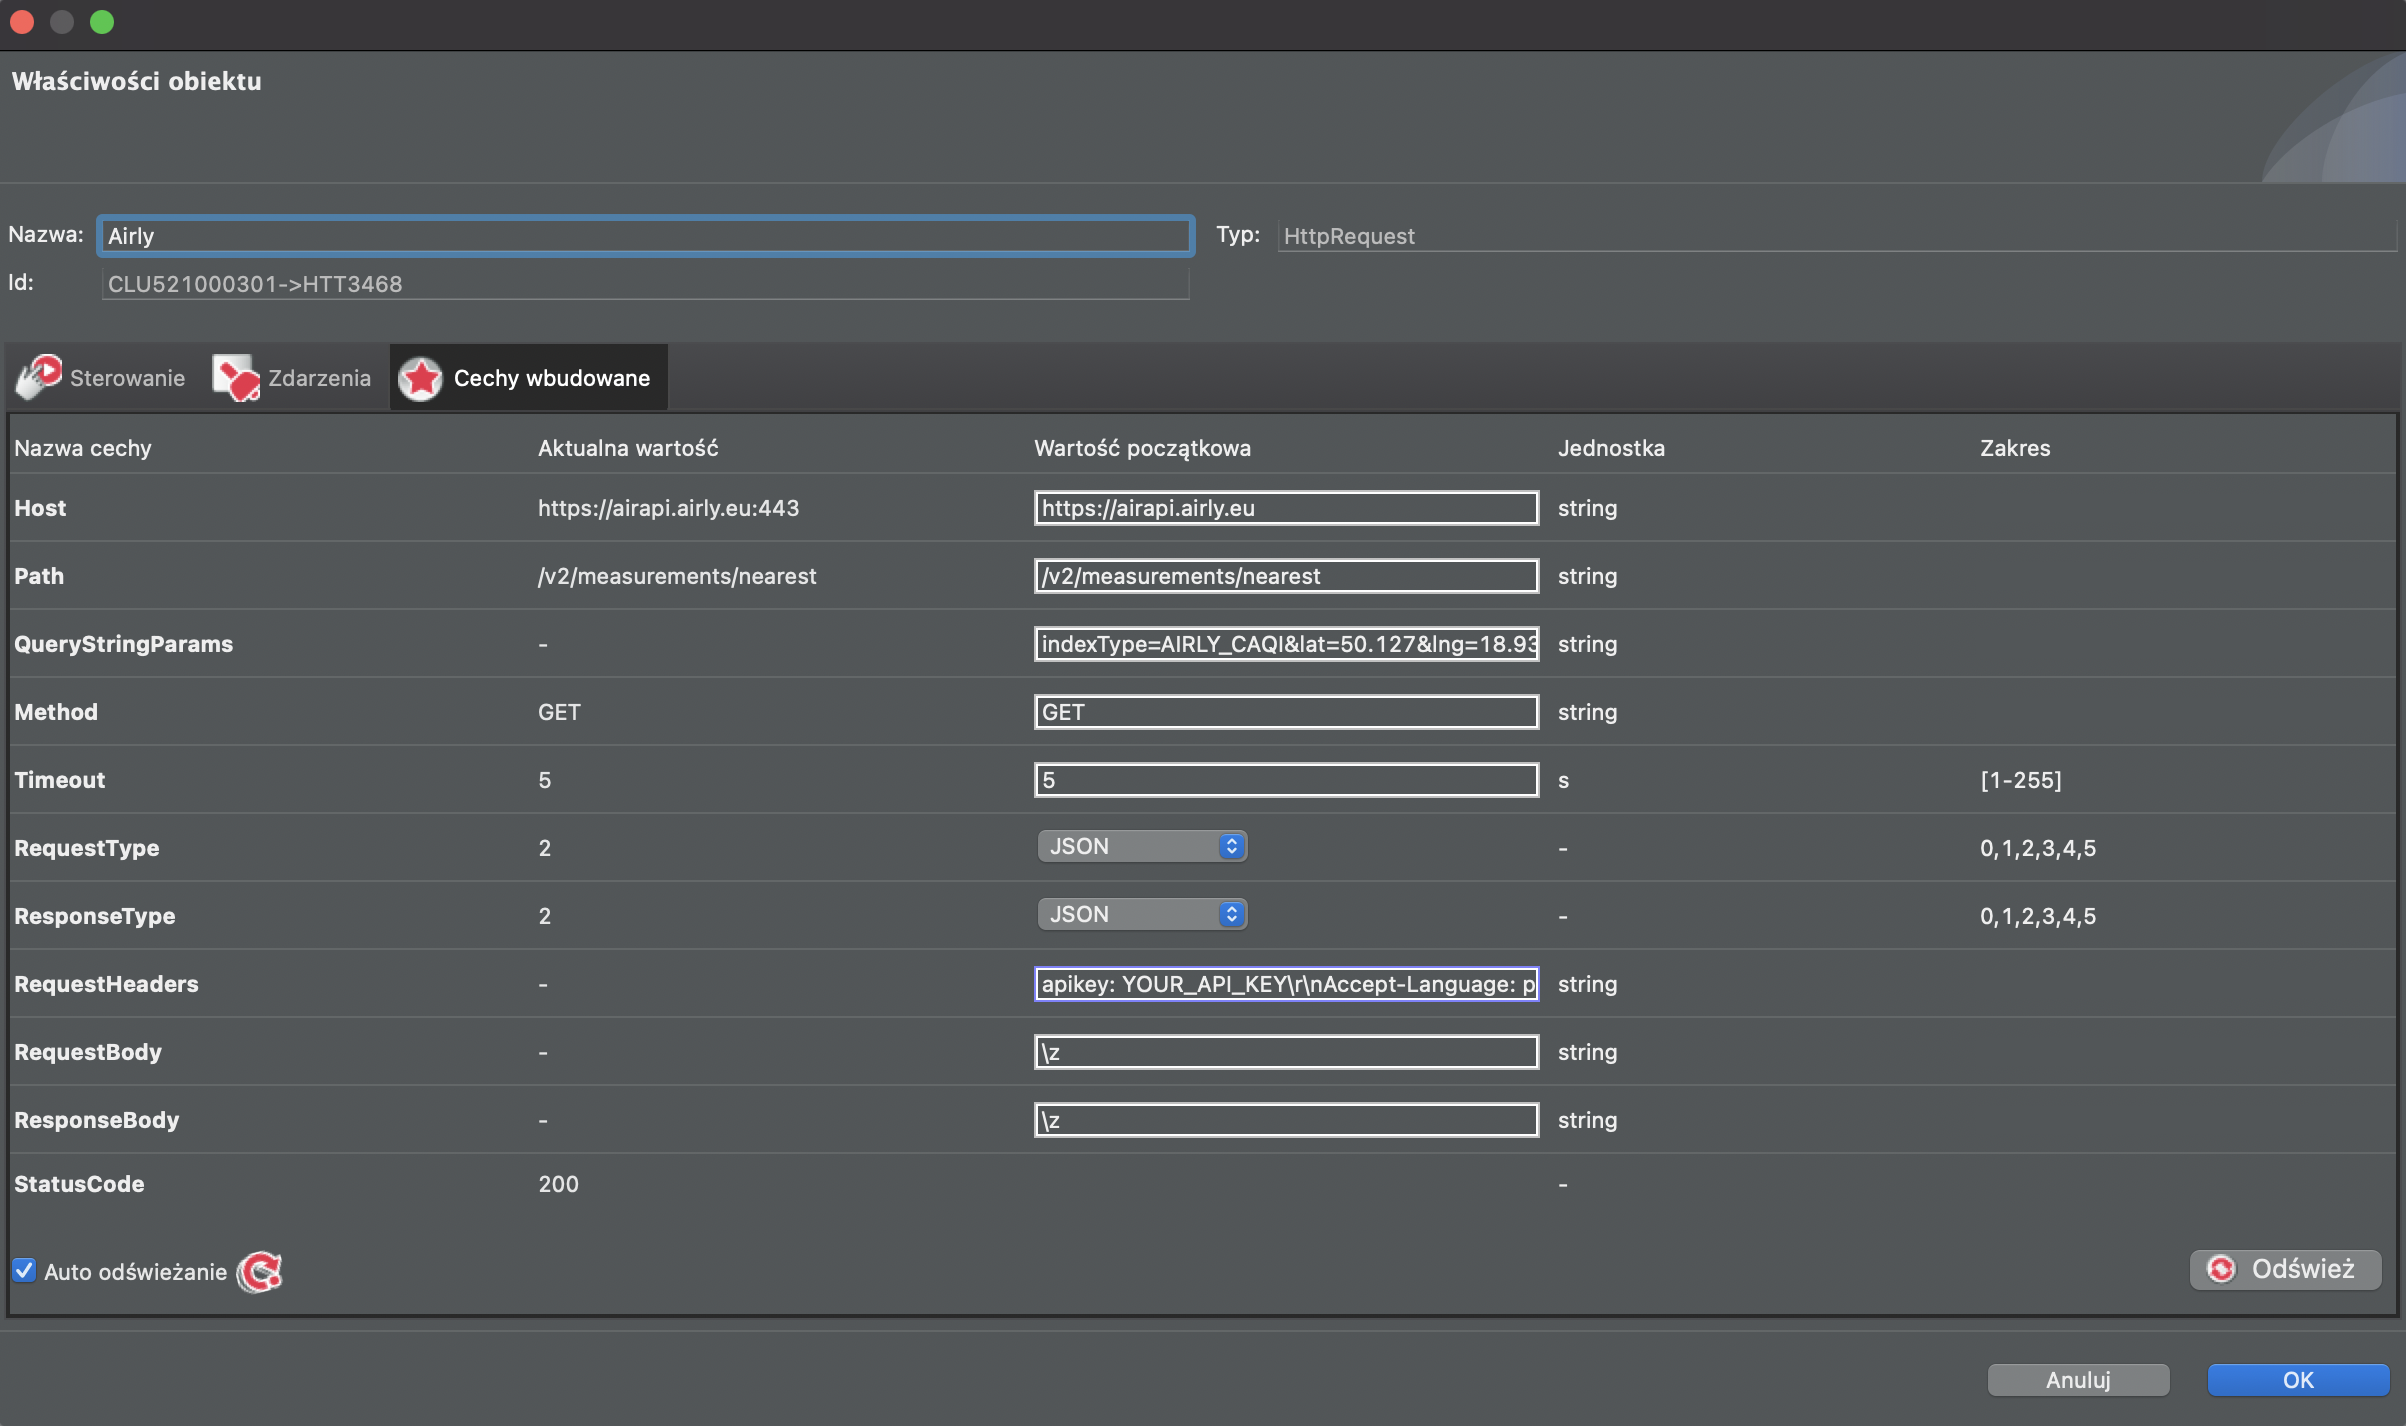 Właściwości obiektu
Nazwa: Airly Typ: HttpRequest
Id: CLU521000301->HTT3468
Sterowanie Zdarzenia Cechy wbudowane
Nazwa cechy Aktualna wartość Wartość początkowa Jednostka Zakres
Host https://airapi.airly.eu:443 https://airapi.airly.eu string
Path /v2/measurements/nearest /v2/measurements/nearest string
QueryStringParams - indexType=AIRLY_CAQI&lat=50.127&lng=18.93 string
Method GET GET string
Timeout 5 5 s [1-255]
RequestType 2 JSON - 0,1,2,3,4,5
ResponseType 2 JSON - 0,1,2,3,4,5
RequestHeaders - apikey: YOUR_API_KEY\r\nAccept-Language: p string
RequestBody - \z string
ResponseBody - \z string
StatusCode 200 -
Auto odświeżanie Odśwież
Anuluj OK